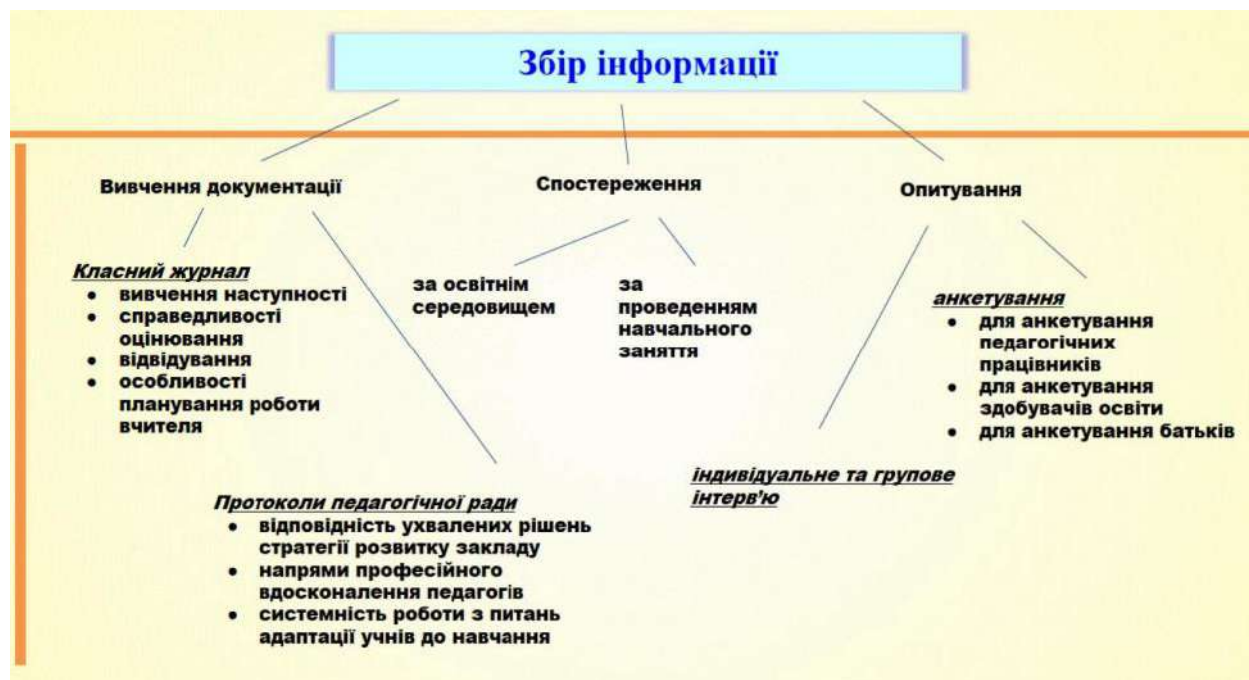 Збір інформації
Вивчення документації
Спостереження
Опитування
Класний журнал
● вивчення наступності
● справедливості
оцінювання
● відвідування
● особливості
планування роботи
вчителя
за освітнім
середовищем
за
проведенням
навчального
заняття
анкетування
● для анкетування
педагогічних
працівників
● для анкетування
здобувачів освіти
● для анкетування батьків
індивідуальне та групове
інтерв’ю
Протоколи педагогічної ради
● відповідність ухвалених рішень
стратегії розвитку закладу
● напрями професійного
вдосконалення педагогів
● системність роботи з питань
адаптації учнів до навчання